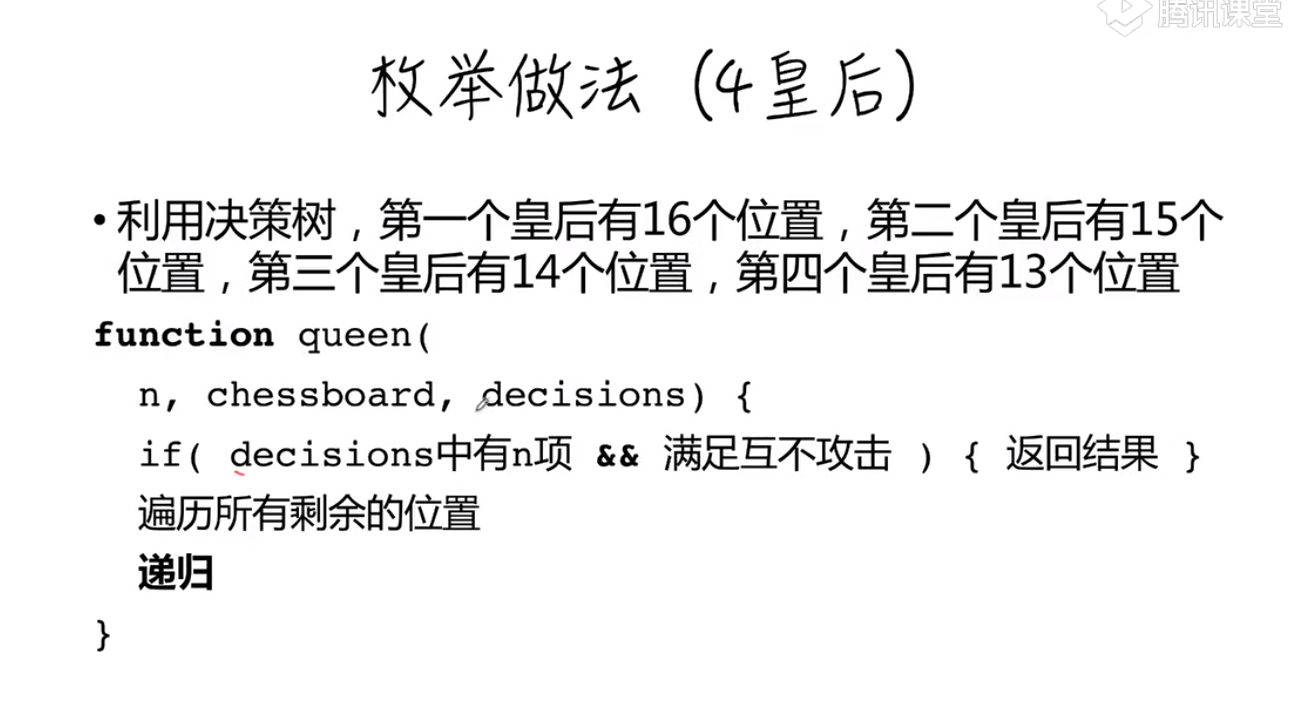 腾讯课堂
枚举做法（4皇后）
• 利用决策树，第一个皇后有16个位置，第二个皇后有15个
位置，第三个皇后有14个位置，第四个皇后有13个位置
function queen(
n, chessboard, decisions) {
if( decisions中有n项 && 满足互不攻击 ) { 返回结果 }
遍历所有剩余的位置
递归
}